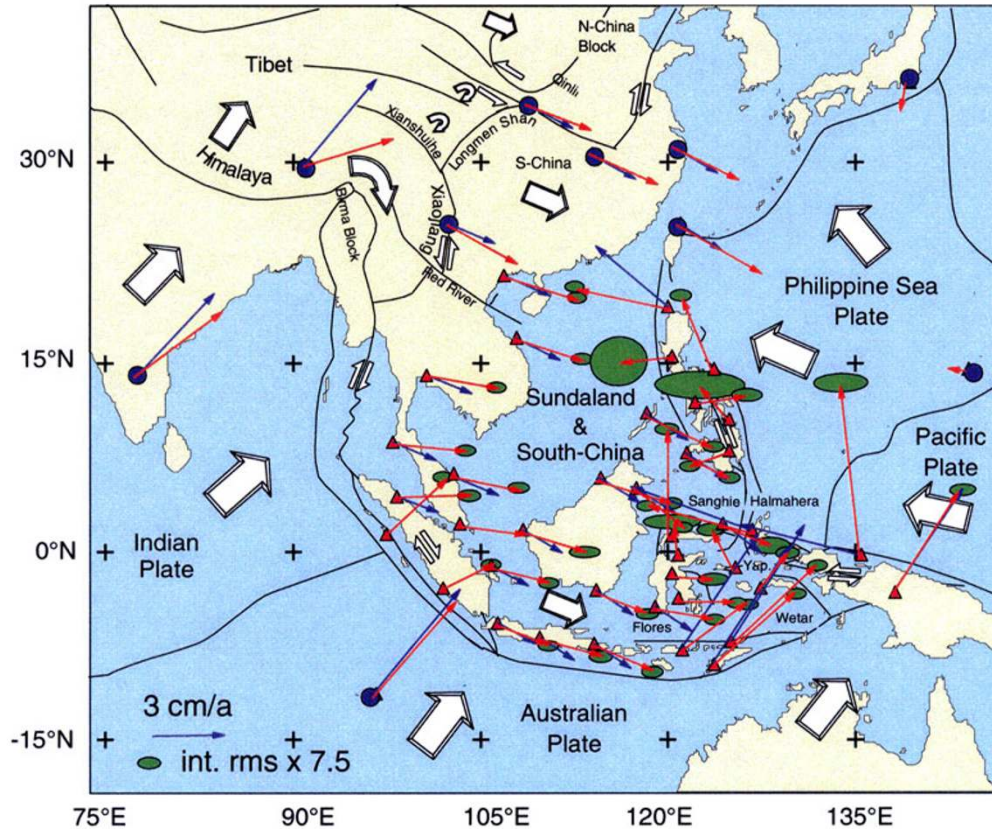 N-China
Block
Tibet
Qinli
Xianshuihe
Longmen Shan
30°N
Himalaya
S-China
Xiaojiang
Birma Block
Red River
Philippine Sea
Plate
15°N
Sundaland
&
South-China
Pacific
Plate
Sanghie
Halmahera
Indian
Plate
0°N
Yap.
Flores
Wetar
3 cm/a
Australian
Plate
-15°N
int. rms x 7.5
75°E
90°E
105°E
120°E
135°E